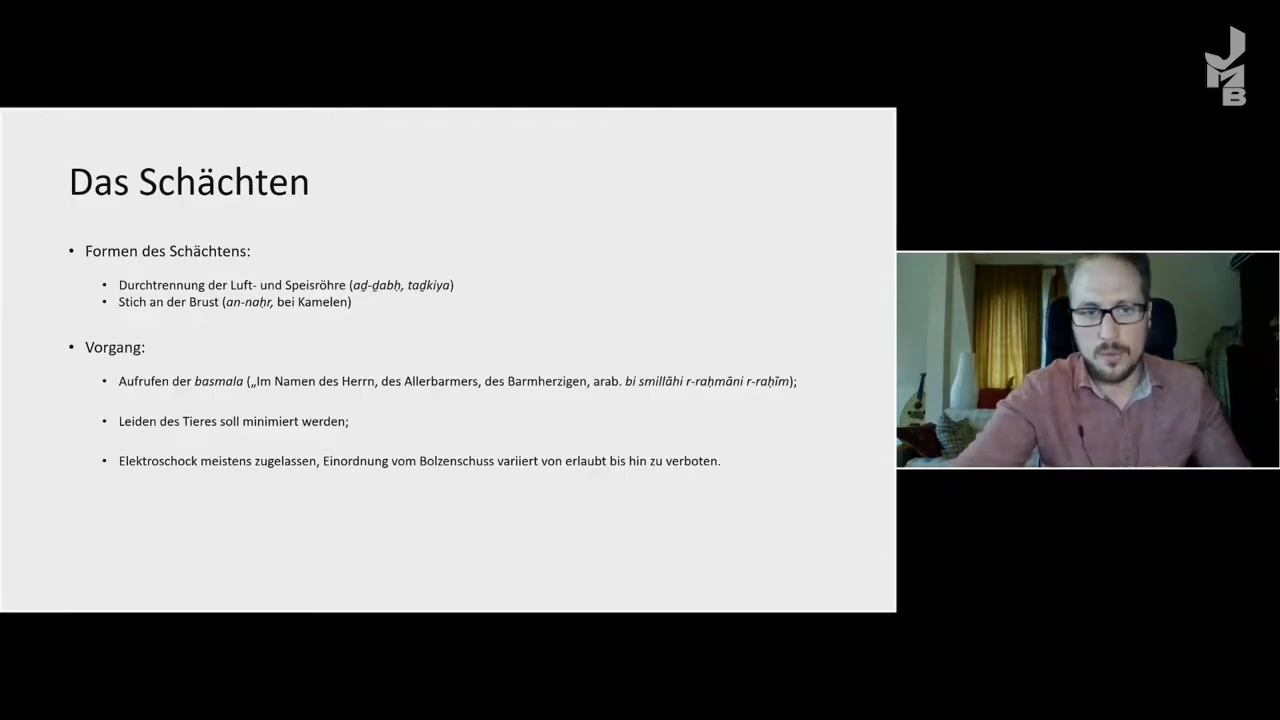 JMB
Das Schächten
• Formen des Schächtens:
• Durchtrennung der Luft- und Speisröhre (aḏ-ḏabḥ, taḏkiya)
• Stich an der Brust (an-naḥr, bei Kamelen)
• Vorgang:
• Aufrufen der basmala („Im Namen des Herrn, des Allerbarmers, des Barmherzigen, arab. bi smillāhi r-raḥmāni r-raḥīm);
• Leiden des Tieres soll minimiert werden;
• Elektroschock meistens zugelassen, Einordnung vom Bolzenschuss variiert von erlaubt bis hin zu verboten.